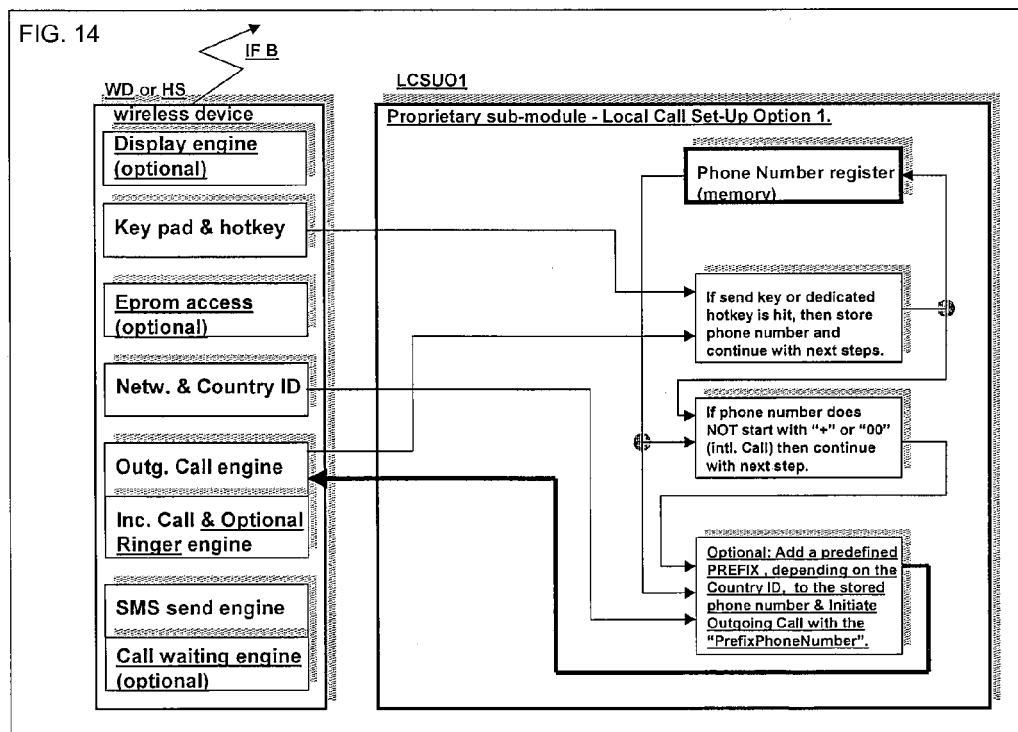 FIG. 14
IF B
WD or HS
wireless device
Display engine
(optional)
Key pad & hotkey
Eprom access
(optional)
Netw. & Country ID
Outg. Call engine
Inc. Call & Optional
Ringer engine
SMS send engine
Call waiting engine
(optional)
LCSUO1
Proprietary sub-module - Local Call Set-Up Option 1.
Phone Number register
(memory)
If send key or dedicated
hotkey is hit, then store
phone number and
continue with next steps.
If phone number does
NOT start with “+” or “00”
(intl. Call) then continue
with next step.
Optional: Add a predefined
PREFIX , depending on the
Country ID, to the stored
phone number & Initiate
Outgoing Call with the
“PrefixPhoneNumber”.